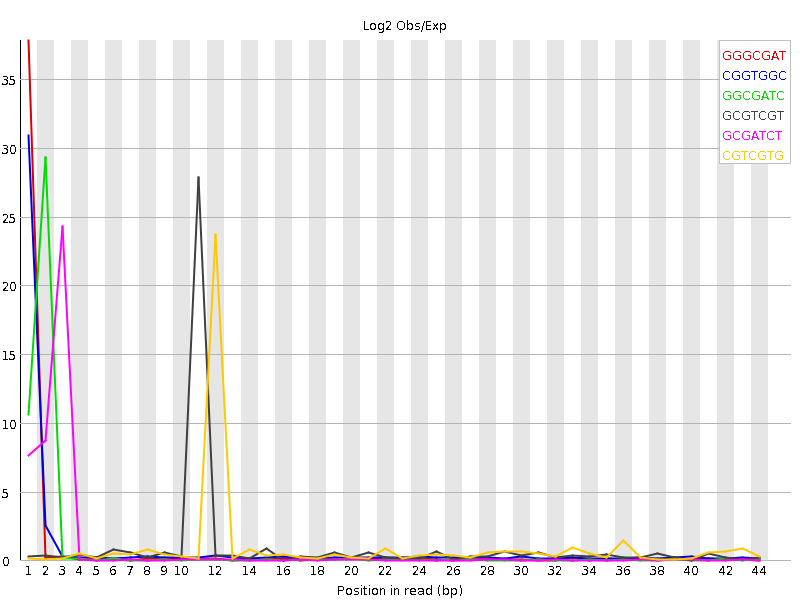 Log2 Obs/Exp
GGGCGAT
CGGTGGC
GGCGATC
GCGTCGT
GCGATCT
CGTCGTG
35
30
25
20
15
10
5
0
1 2 3 4 5 6 7 8 9 10 12 14 16 18 20 22 24 26 28 30 32 34 36 38 40 42 44
Position in read (bp)